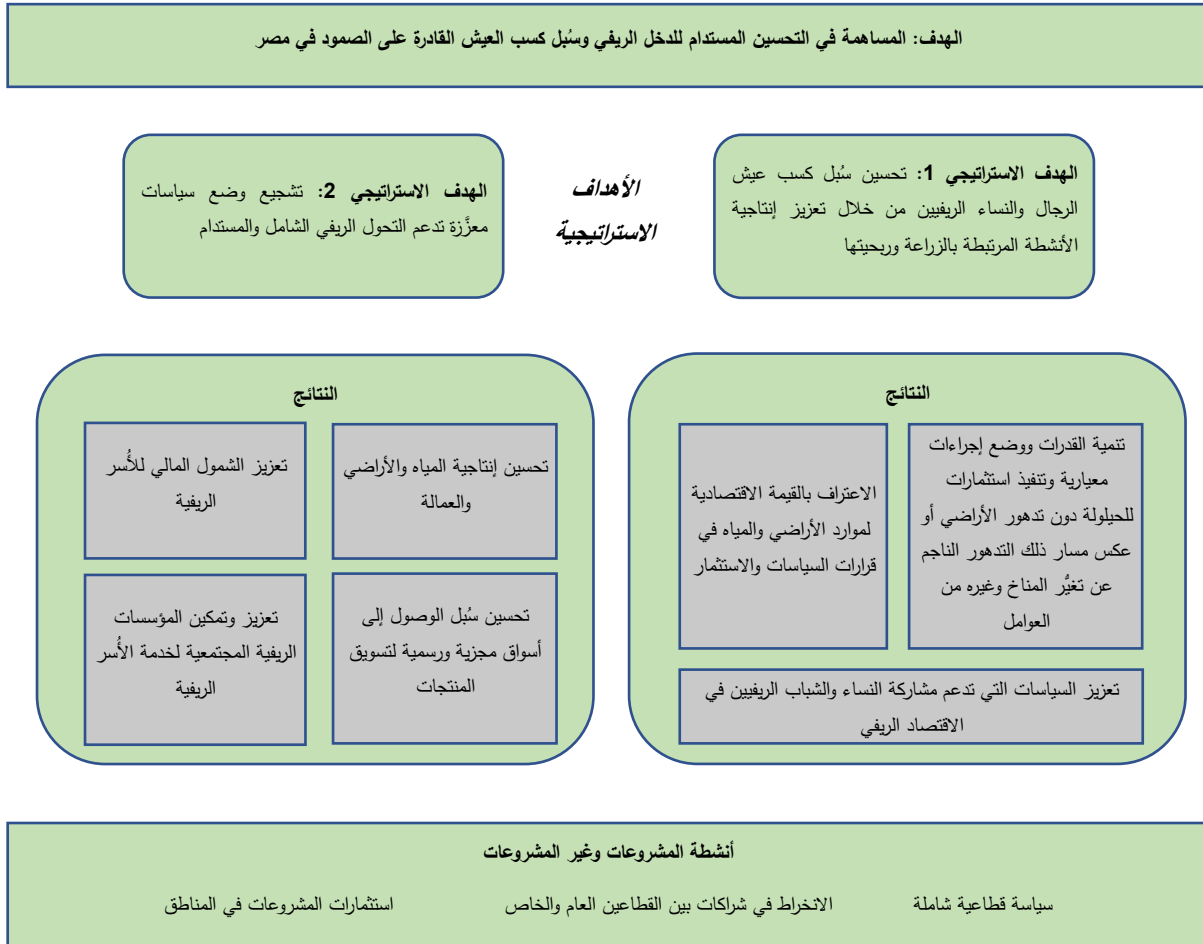 الهدف: المساهمة في التحسين المستدام للدخل الريفي وسُبل كسب العيش القادرة على الصمود في مصر
الهدف الاستراتيجي 1: تحسين سُبل كسب عيش
الرجال والنساء الريفيين من خلال تعزيز إنتاجية
الأنشطة المرتبطة بالزراعة وربحيتها
الأهداف
الاستراتيجية
الهدف الاستراتيجي 2: تشجيع وضع سياسات
معزَّزة تدعم التحول الريفي الشامل والمستدام
النتائج
تنمية القدرات ووضع إجراءات
معيارية وتنفيذ استثمارات
للحيلولة دون تدهور الأراضي أو
عكس مسار ذلك التدهور الناجم
عن تغيُّر المناخ وغيره من
العوامل
الاعتراف بالقيمة الاقتصادية
لموارد الأراضي والمياه في
قرارات السياسات والاستثمار
تعزيز السياسات التي تدعم مشاركة النساء والشباب الريفيين في
الاقتصاد الريفي
النتائج
تحسين إنتاجية المياه والأراضي
والعمالة
تعزيز الشمول المالي للأُسر
الريفية
تحسين سُبل الوصول إلى
أسواق مجزية ورسمية لتسويق
المنتجات
تعزيز وتمكين المؤسسات
الريفية المجتمعية لخدمة الأُسر
الريفية
أنشطة المشروعات وغير المشروعات
سياسة قطاعية شاملة
الانخراط في شراكات بين القطاعين العام والخاص
استثمارات المشروعات في المناطق